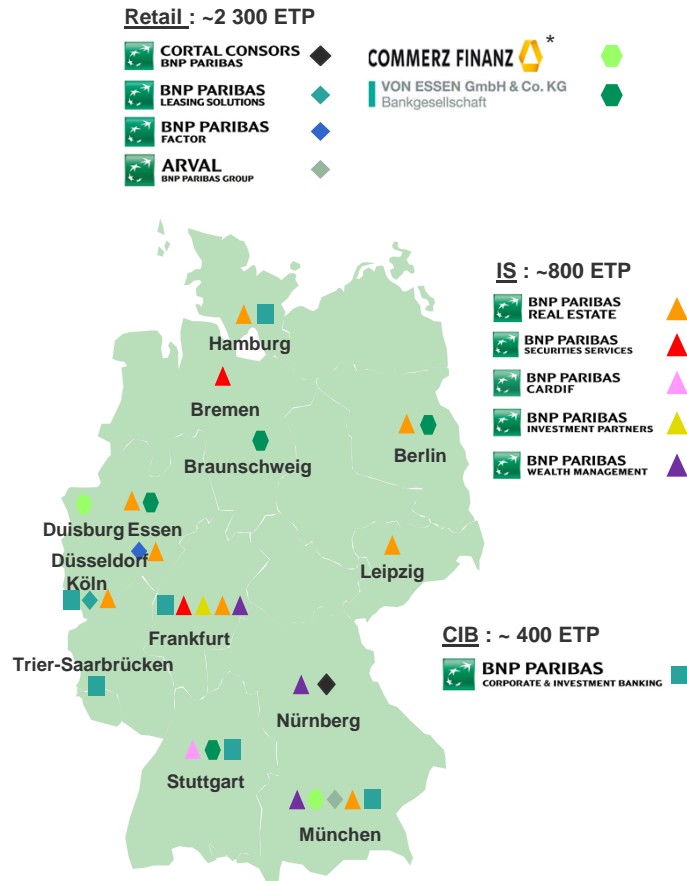 Retail : ~2 300 ETP
CORTAL CONSORS
BNP PARIBAS
BNP PARIBAS
LEASING SOLUTIONS
BNP PARIBAS
FACTOR
ARVAL
BNP PARIBAS GROUP
COMMERZ FINANZ *
VON ESSEN GmbH & Co. KG
Bankgesellschaft
IS : ~800 ETP
BNP PARIBAS
REAL ESTATE
BNP PARIBAS
SECURITIES SERVICES
BNP PARIBAS
CARDIF
BNP PARIBAS
INVESTMENT PARTNERS
BNP PARIBAS
WEALTH MANAGEMENT
Hamburg
Bremen
Braunschweig
Berlin
Duisburg Essen
Düsseldorf
Köln
Leipzig
Frankfurt
CIB : ~ 400 ETP
BNP PARIBAS
CORPORATE & INVESTMENT BANKING
Trier-Saarbrücken
Nürnberg
Stuttgart
München